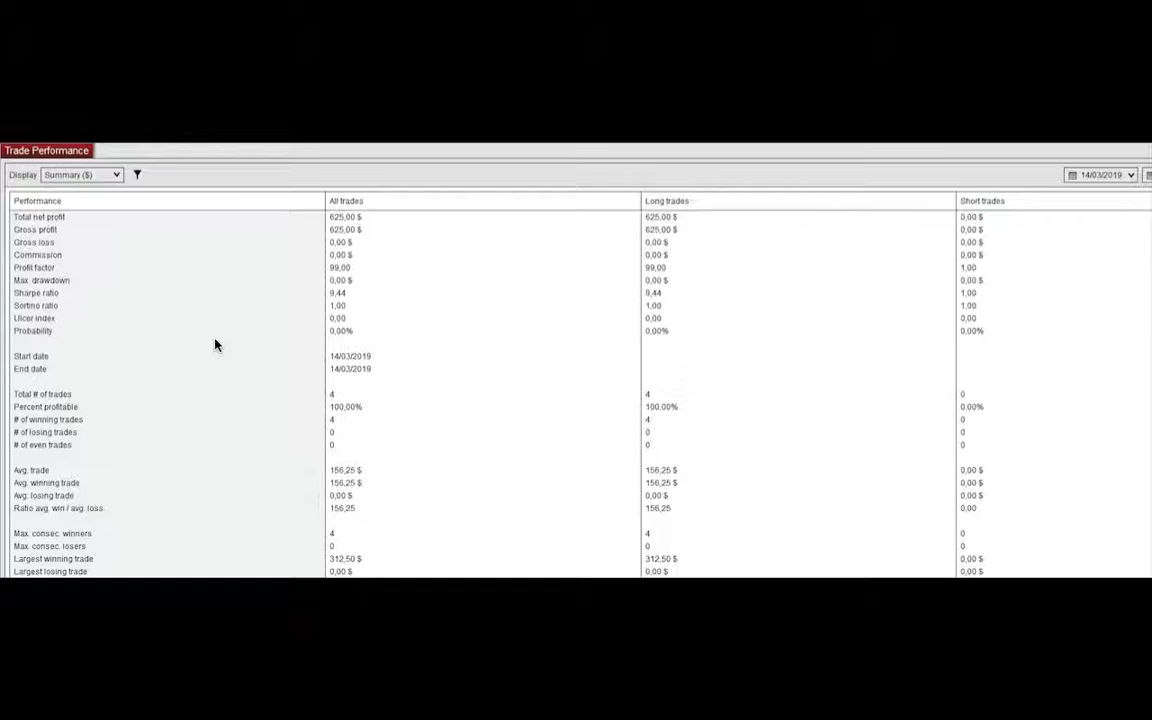 Trade Performance
Display Summary ($) 14/03/2019
Performance All trades Long trades Short trades
Total net profit 625,00 $ 625,00 $ 0,00 $
Gross profit 625,00 $ 625,00 $ 0,00 $
Gross loss 0,00 $ 0,00 $ 0,00 $
Commission 0,00 $ 0,00 $ 0,00 $
Profit factor 99,00 99,00 1,00
Max. drawdown 0,00 $ 0,00 $ 0,00 $
Sharpe ratio 9,44 9,44 1,00
Sortino ratio 1,00 1,00 1,00
Ulcer index 0,00 0,00 0,00
Probability 0,00% 0,00% 0,00%
Start date 14/03/2019
End date 14/03/2019
Total # of trades 4 4 0
Percent profitable 100,00% 100,00% 0,00%
# of winning trades 4 4 0
# of losing trades 0 0 0
# of even trades 0 0 0
Avg. trade 156,25 $ 156,25 $ 0,00 $
Avg. winning trade 156,25 $ 156,25 $ 0,00 $
Avg. losing trade 0,00 $ 0,00 $ 0,00 $
Ratio avg. win / avg. loss 156,25 156,25 0,00
Max. consec. winners 4 4 0
Max. consec. losers 0 0 0
Largest winning trade 312,50 $ 312,50 $ 0,00 $
Largest losing trade 0,00 $ 0,00 $ 0,00 $